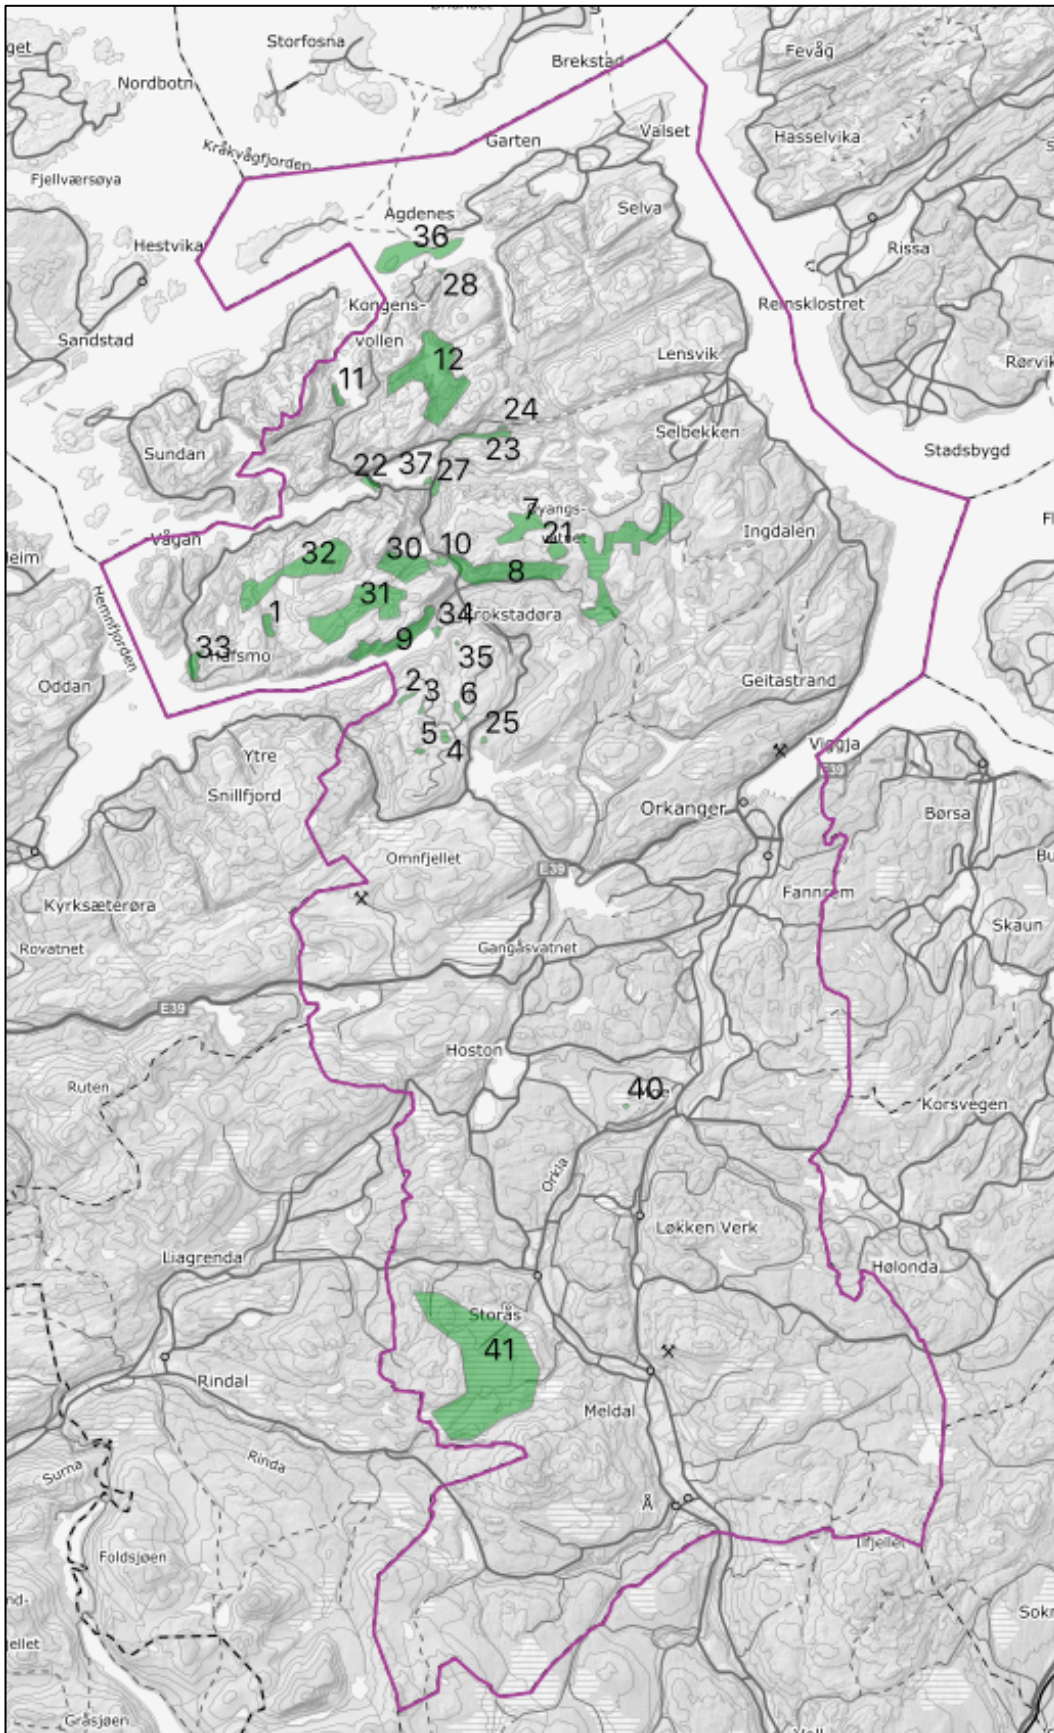 Storfosna
Brekstad
Fevåg
Nordbotn
Garten
Valset
Hasselvika
Kråkvågfjorden
Fjellværsøya
Agdenes
Selva
36
Hestvika
Rissa
28
Kongens-
vollen
Reinsklostret
Sandstad
12
Lensvik
11
24
Selbekken
Sundan
23
Stadsbygd
22
37
27
7
21
Ingdalen
Vågan
32
30
10
8
31
1
34
9
33
35
Hemnfjorden
Oddan
2
3
6
Geitastrand
25
5
4
Viggja
E39
Ytre
Snillfjord
Orkanger
Børsa
Omnfjellet
E39
Fannrem
Kyrksæterøra
Skaun
Rovatnet
Gangåsvatnet
E39
Hoston
Ruten
40
Korsvegen
Orkla
Løkken Verk
Liagrenda
Hølonda
Storås
41
Rindal
Meldal
Rinda
Surna
Å
Foldsjøen
Gråsjøen